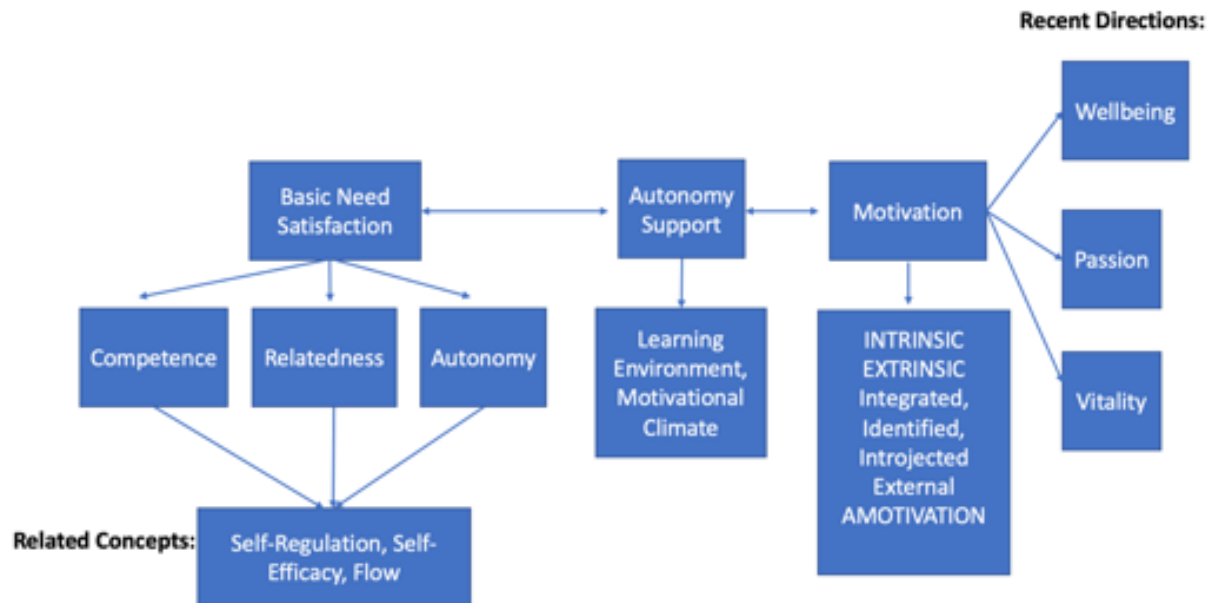 Recent Directions:
Wellbeing
Basic Need
Satisfaction
Autonomy
Support
Motivation
Passion
Competence
Relatedness
Autonomy
Learning
Environment,
Motivational
Climate
INTRINSIC
EXTRINSIC
Integrated,
Identified,
Introjected
External
AMOTIVATION
Vitality
Related Concepts:
Self-Regulation, Self-
Efficacy, Flow